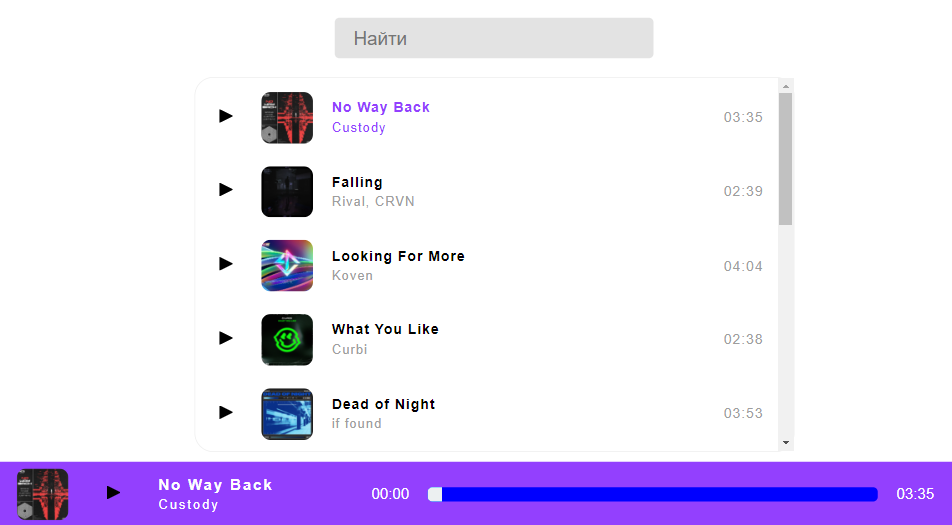 Найти
No Way Back
Custody
03:35
Falling
Rival, CRVN
02:39
Looking For More
Koven
04:04
What You Like
Curbi
02:38
Dead of Night
if found
03:53
No Way Back
Custody
00:00
03:35